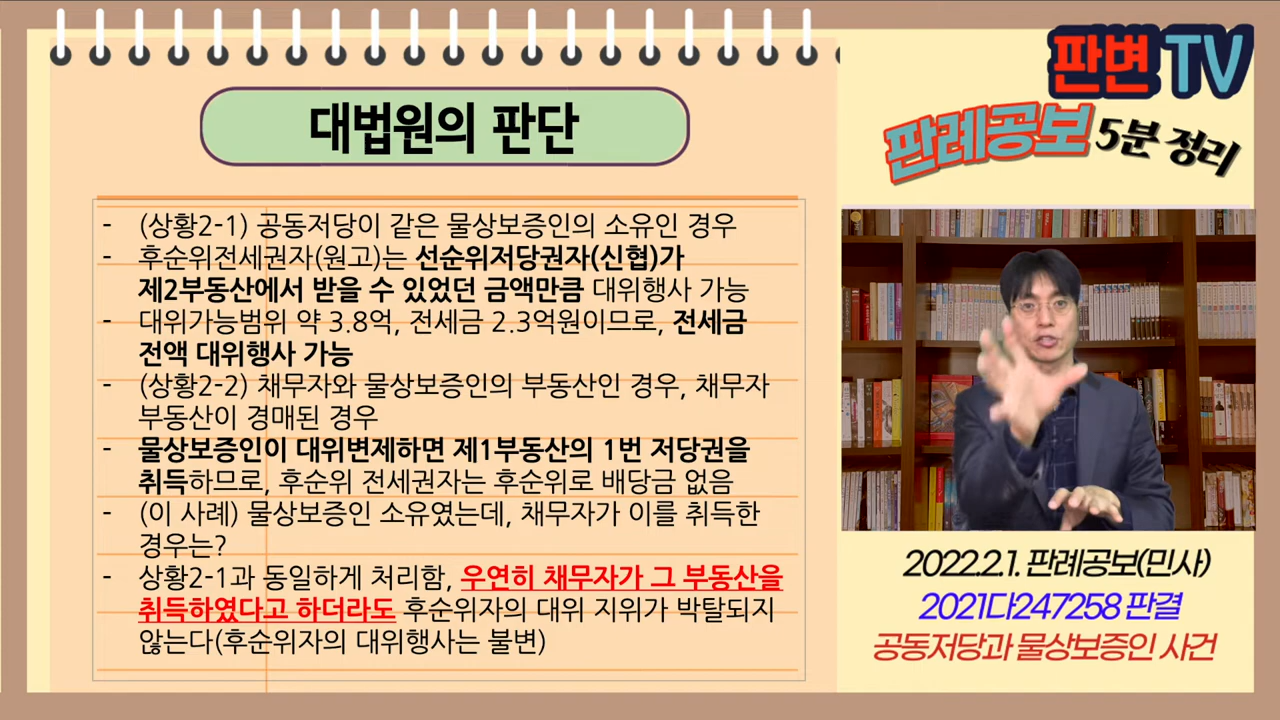 대법원의 판단
- (상황2-1) 공동저당이 같은 물상보증인의 소유인 경우
- 후순위전세권자(원고)는 선순위저당권자(신협)가
제2부동산에서 받을 수 있었던 금액만큼 대위행사 가능
- 대위가능범위 약 3.8억, 전세금 2.3억원이므로, 전세금
전액 대위행사 가능
- (상황2-2) 채무자와 물상보증인의 부동산인 경우, 채무자
부동산이 경매된 경우
- 물상보증인이 대위변제하면 제1부동산의 1번 저당권을
취득하므로, 후순위 전세권자는 후순위로 배당금 없음
- (이 사례) 물상보증인 소유였는데, 채무자가 이를 취득한
경우는?
- 상황2-1과 동일하게 처리함, 우연히 채무자가 그 부동산을
취득하였다고 하더라도 후순위자의 대위 지위가 박탈되지
않는다(후순위자의 대위행사는 불변)
판변 TV
판례공보 5분 정리
2022.2.1. 판례공보(민사)
2021다247258 판결
공동저당과 물상보증인 사건